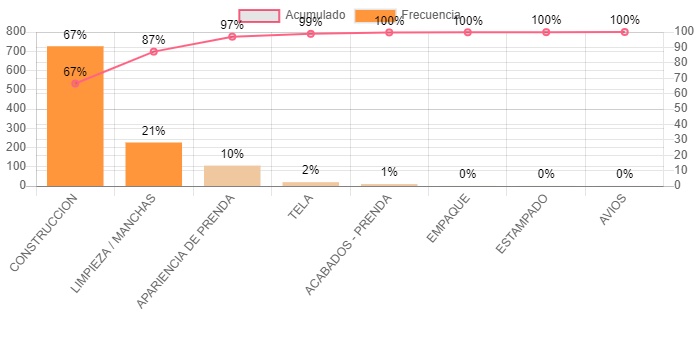 Acumulado Frecuencia
800 700 600 500 400 300 200 100 0
67% 21% 10% 2% 1% 0% 0% 0%
67% 87% 97% 99% 100% 100% 100% 100%
100 90 80 70 60 50 40 30 20 10 0
CONSTRUCCION
LIMPIEZA / MANCHAS
APARIENCIA DE PRENDA
TELA
ACABADOS - PRENDA
EMPAQUE
ESTAMPADO
AVIOS